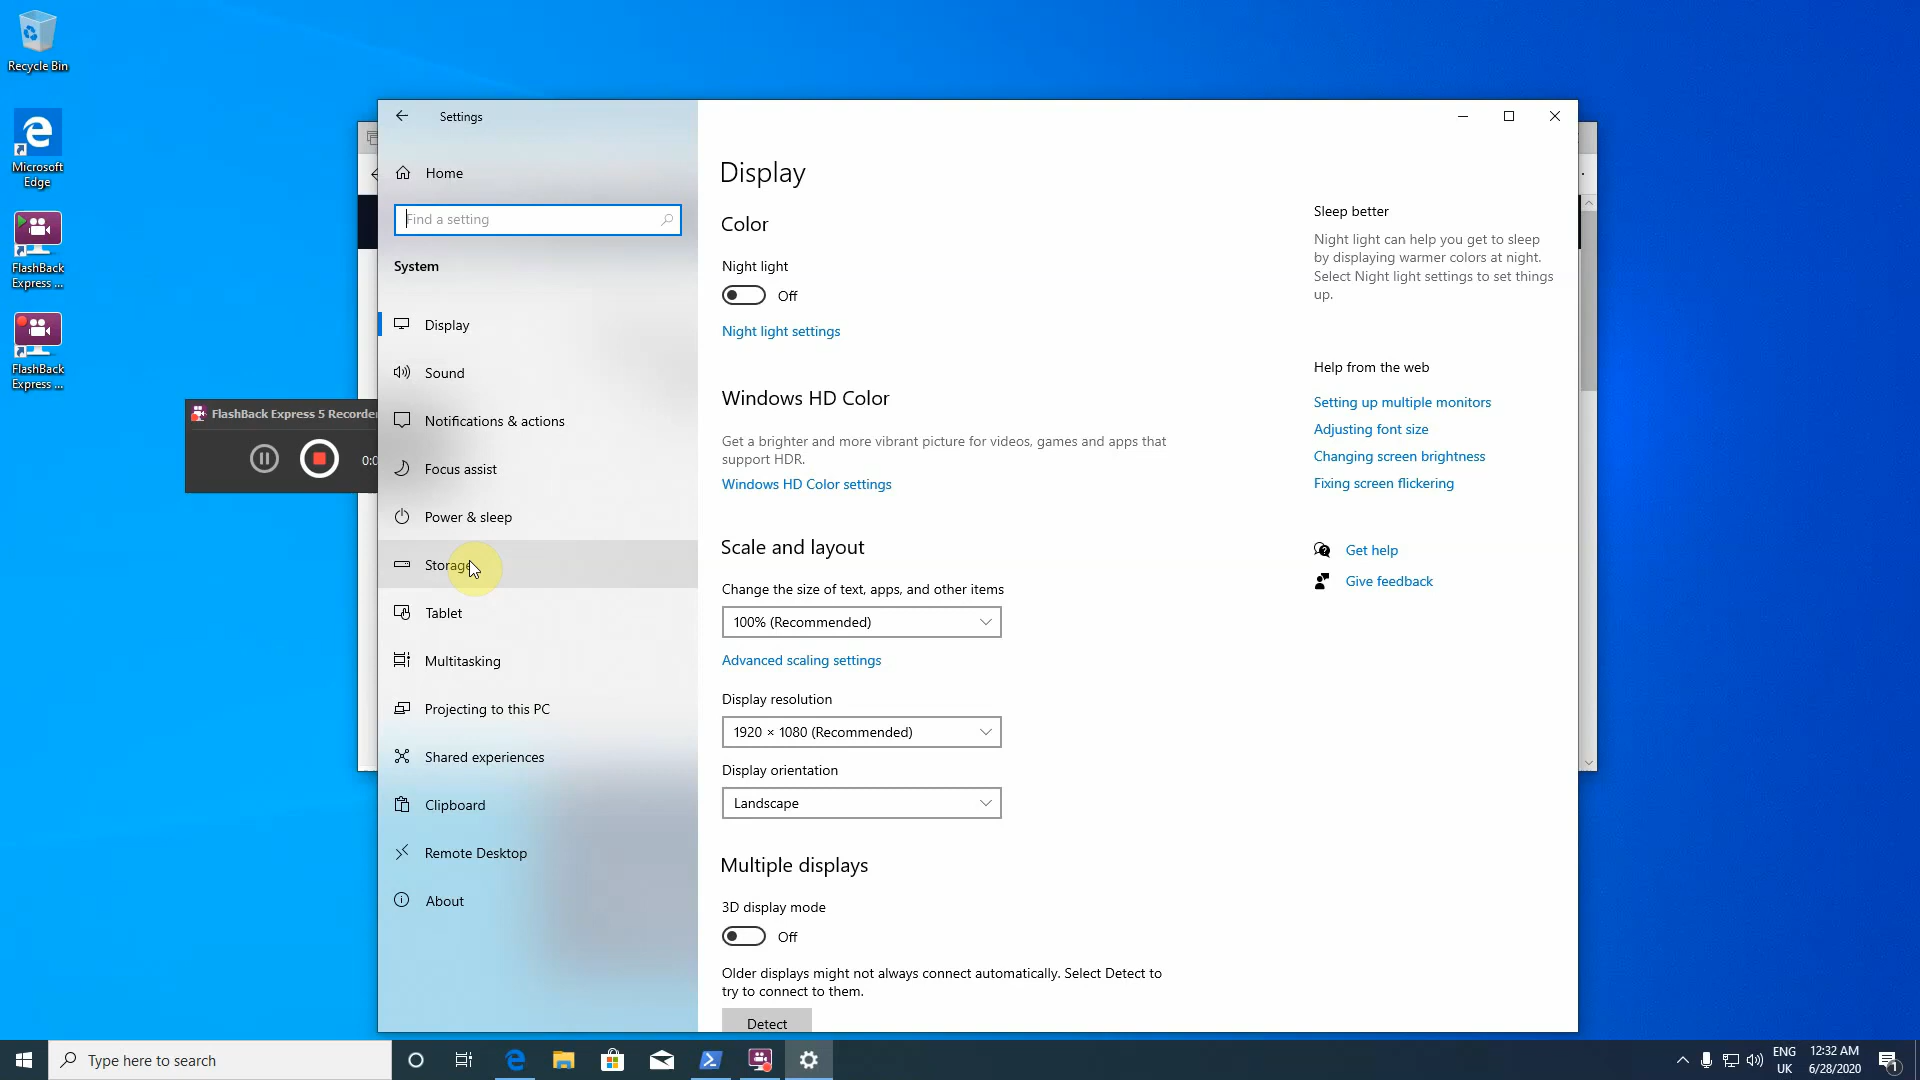 Recycle Bin
Microsoft
Edge
FlashBack
Express ...
FlashBack
Express ...
FlashBack Express 5 Recorder
Settings
Home
Find a setting
System
Display
Sound
Notifications & actions
Focus assist
Power & sleep
Storage
Tablet
Multitasking
Projecting to this PC
Shared experiences
Clipboard
Remote Desktop
About
Display
Color
Night light
Off
Night light settings
Windows HD Color
Get a brighter and more vibrant picture for videos, games and apps that
support HDR.
Windows HD Color settings
Scale and layout
Change the size of text, apps, and other items
100% (Recommended)
Advanced scaling settings
Display resolution
1920 × 1080 (Recommended)
Display orientation
Landscape
Multiple displays
3D display mode
Off
Older displays might not always connect automatically. Select Detect to
try to connect to them.
Detect
Sleep better
Night light can help you get to sleep
by displaying warmer colors at night.
Select Night light settings to set things
up.
Help from the web
Setting up multiple monitors
Adjusting font size
Changing screen brightness
Fixing screen flickering
Get help
Give feedback
Type here to search
ENG
UK
12:32 AM
6/28/2020
1